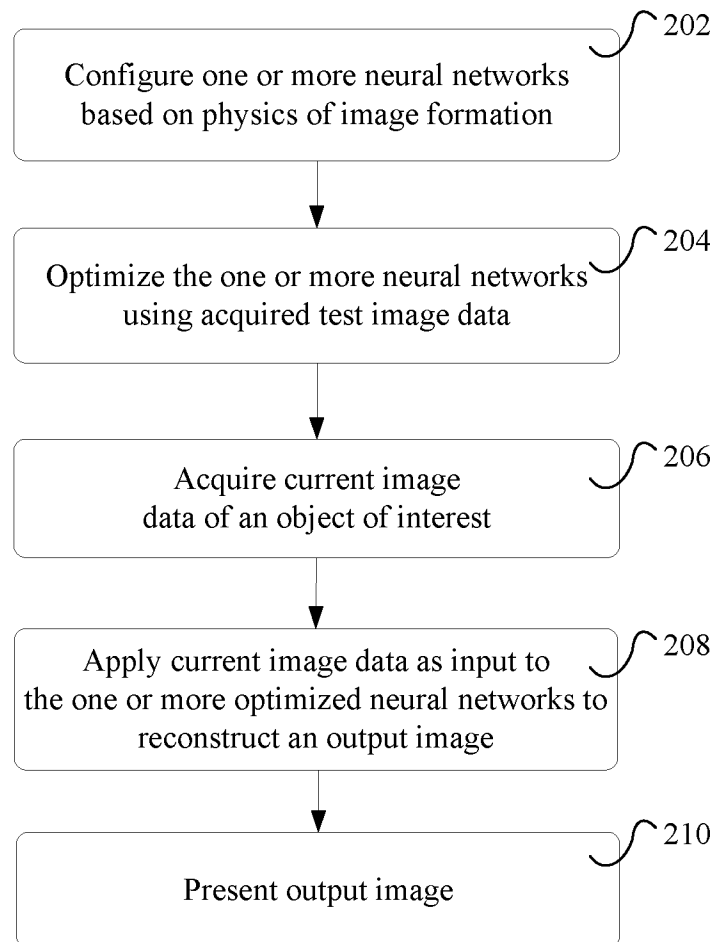 202
Configure one or more neural networks
based on physics of image formation
204
Optimize the one or more neural networks
using acquired test image data
206
Acquire current image
data of an object of interest
208
Apply current image data as input to
the one or more optimized neural networks to
reconstruct an output image
210
Present output image